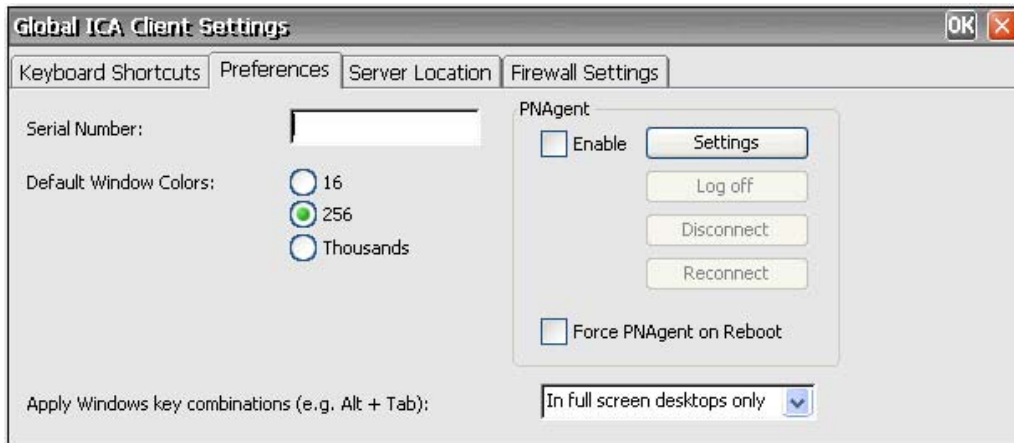 Global ICA Client Settings OK
Keyboard Shortcuts Preferences Server Location Firewall Settings
Serial Number:
Default Window Colors:
16
256
Thousands
PNAgent
Enable Settings
Log off
Disconnect
Reconnect
Force PNAgent on Reboot
Apply Windows key combinations (e.g. Alt + Tab): In full screen desktops only